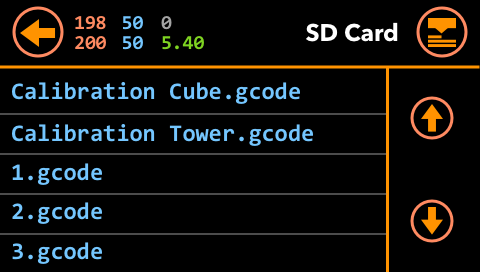 198 50 0
200 50 5.40
SD Card
Calibration Cube.gcode
Calibration Tower.gcode
1.gcode
2.gcode
3.gcode